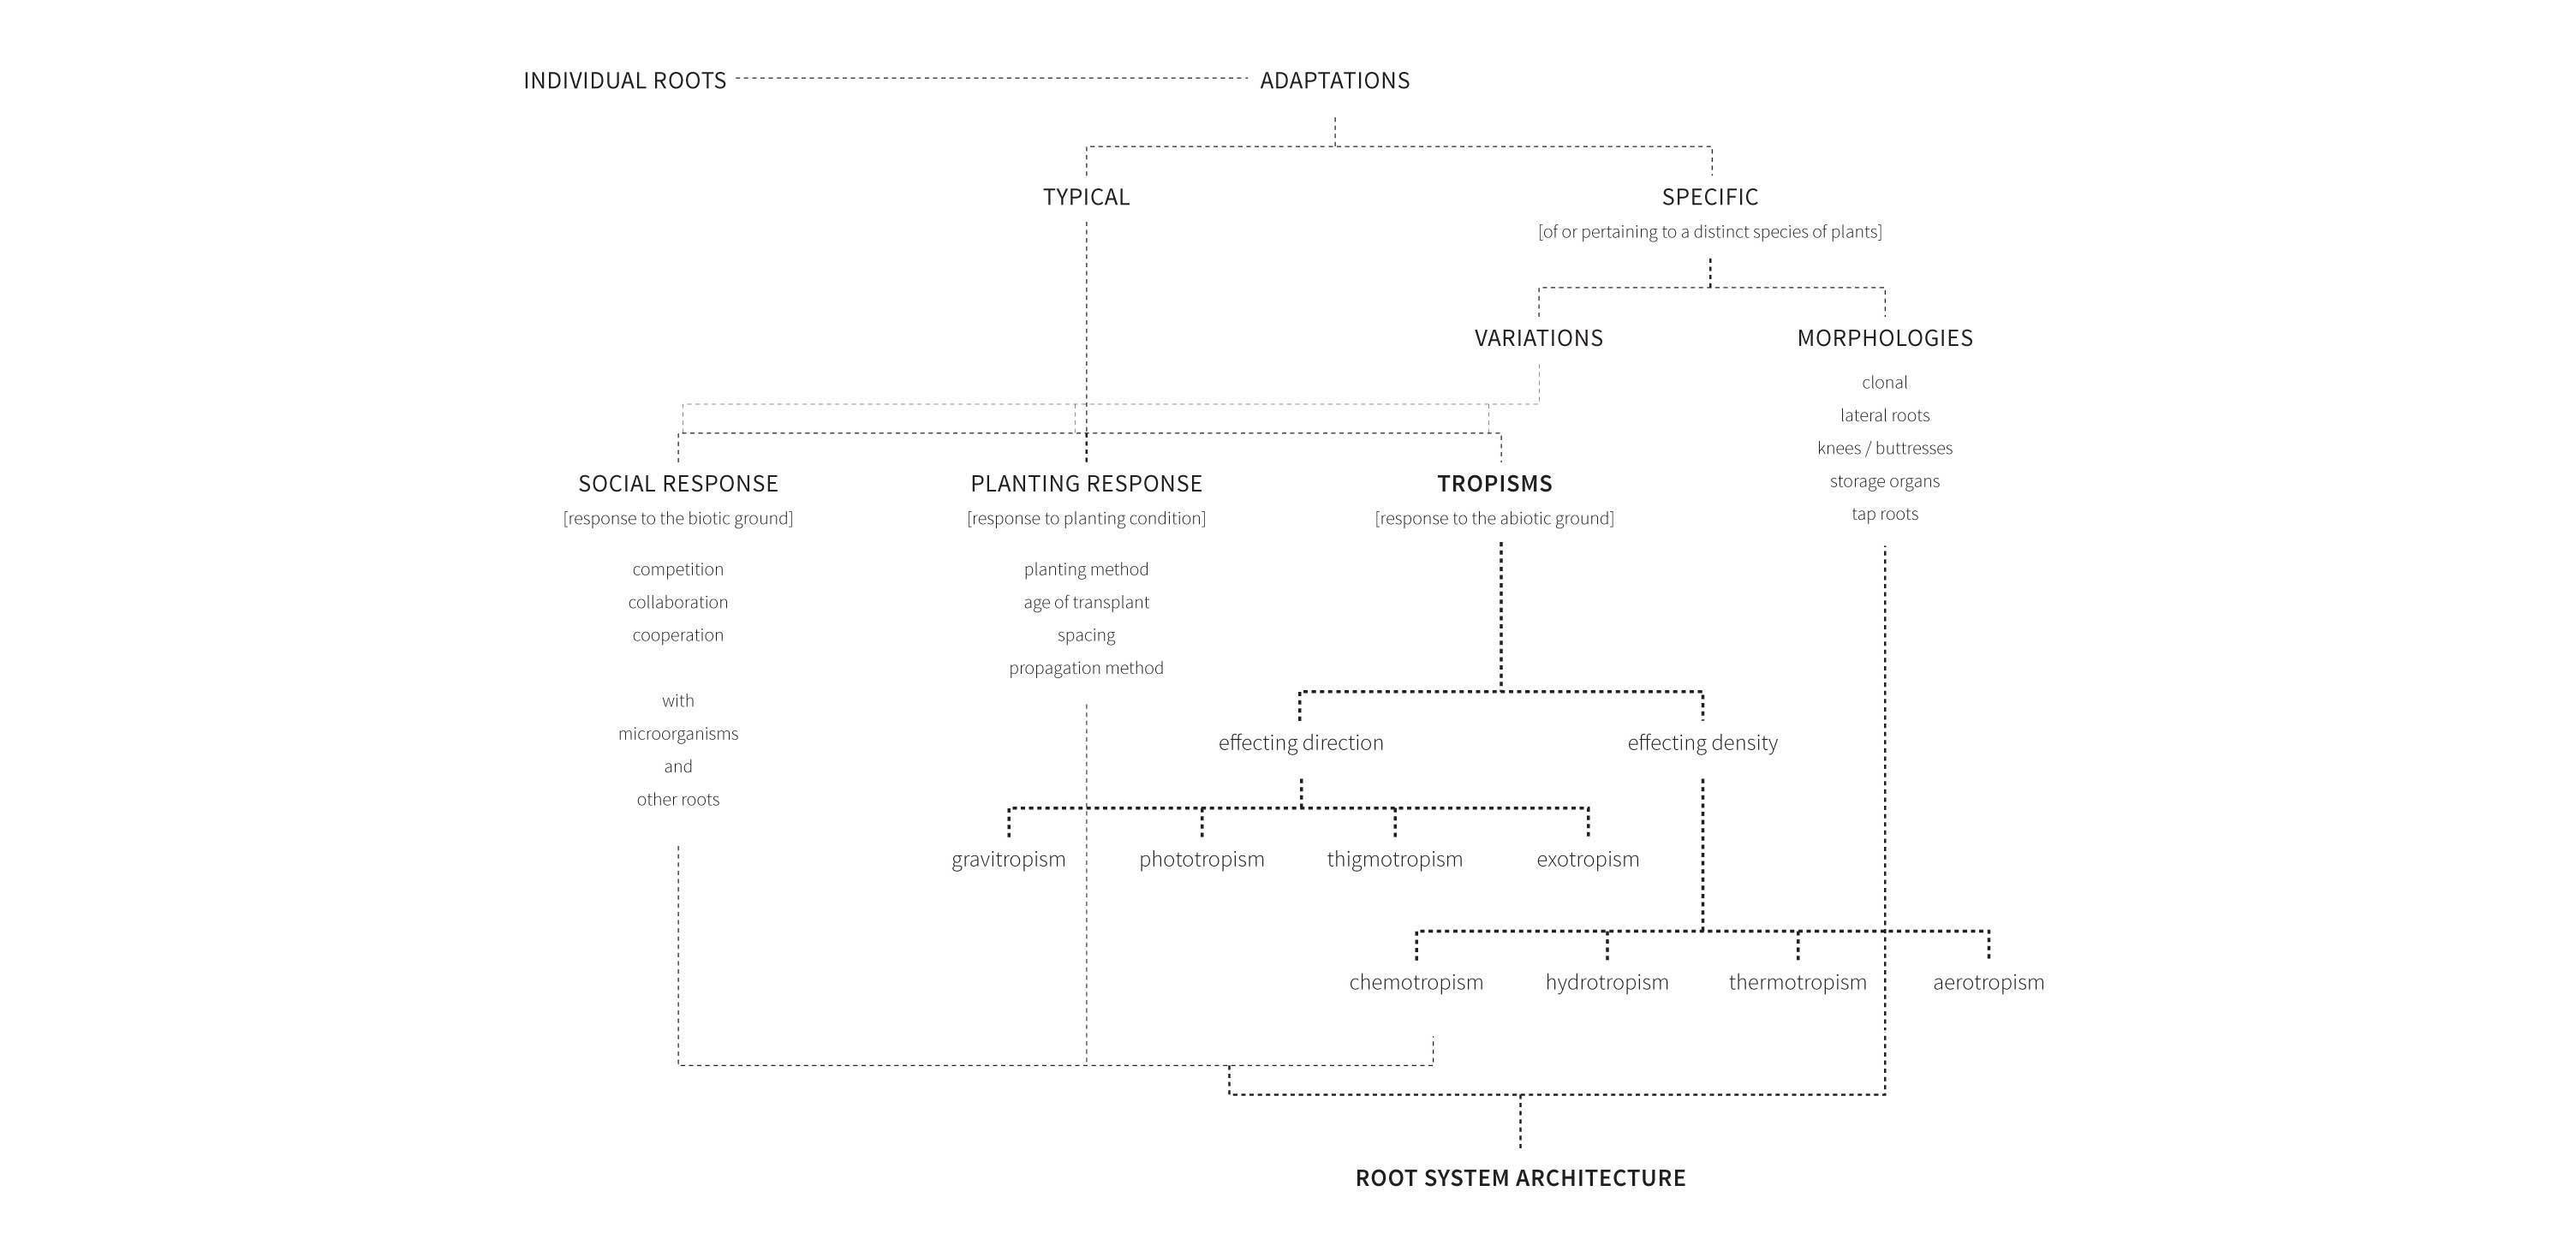 INDIVIDUAL ROOTS
ADAPTATIONS
TYPICAL
SPECIFIC
[of or pertaining to a distinct species of plants]
VARIATIONS
MORPHOLOGIES
clonal
lateral roots
knees / buttresses
storage organs
tap roots
SOCIAL RESPONSE
[response to the biotic ground]
competition
collaboration
cooperation
with
microorganisms
and
other roots
PLANTING RESPONSE
[response to planting condition]
planting method
age of transplant
spacing
propagation method
TROPISMS
[response to the abiotic ground]
effecting direction
effecting density
gravitropism
phototropism
thigmotropism
exotropism
chemotropism
hydrotropism
thermotropism
aerotropism
ROOT SYSTEM ARCHITECTURE